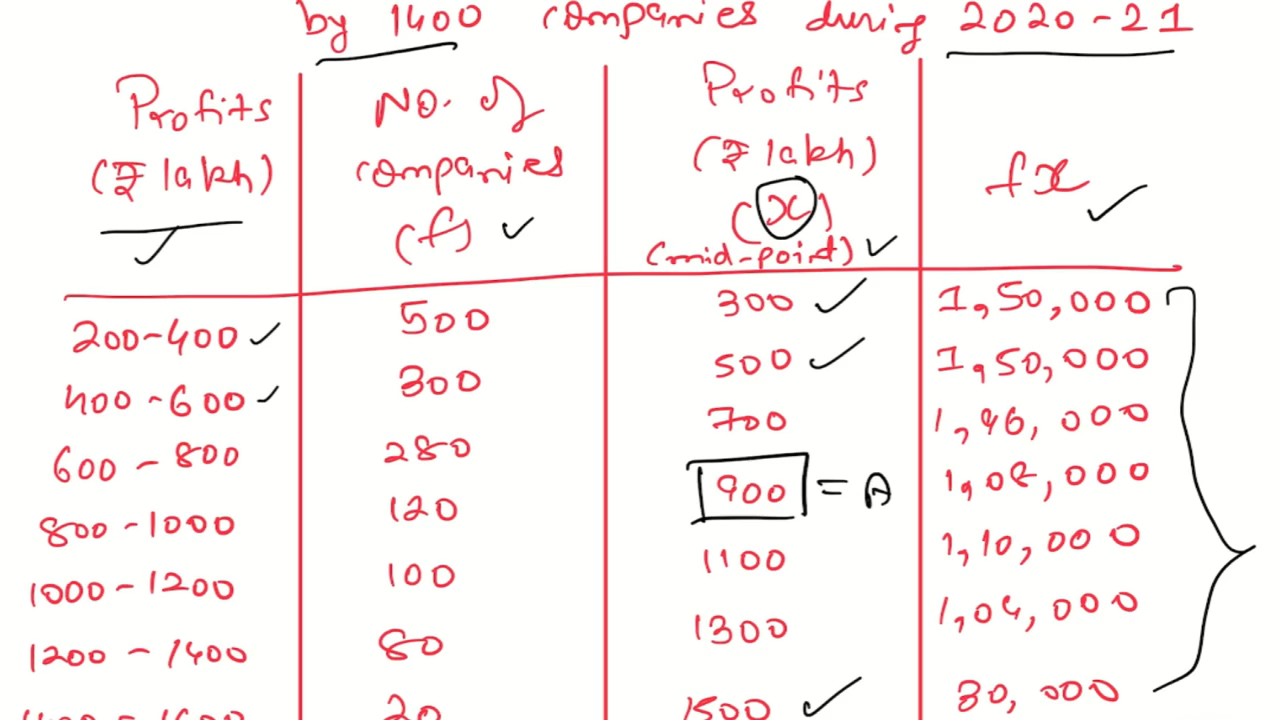 by 1400 companies during 2020-21
Profits (₹ lakh) | No. of companies (f) | Profits (₹ lakh) (x) (mid-point) | fx
200-400 | 500 | 300 | 1,50,000
400-600 | 300 | 500 | 1,50,000
600-800 | 280 | 700 | 1,96,000
800-1000 | 120 | 900 = A | 1,08,000
1000-1200 | 100 | 1100 | 1,10,000
1200-1400 | 80 | 1300 | 1,04,000
1400-1600 | 20 | 1500 | 30,000